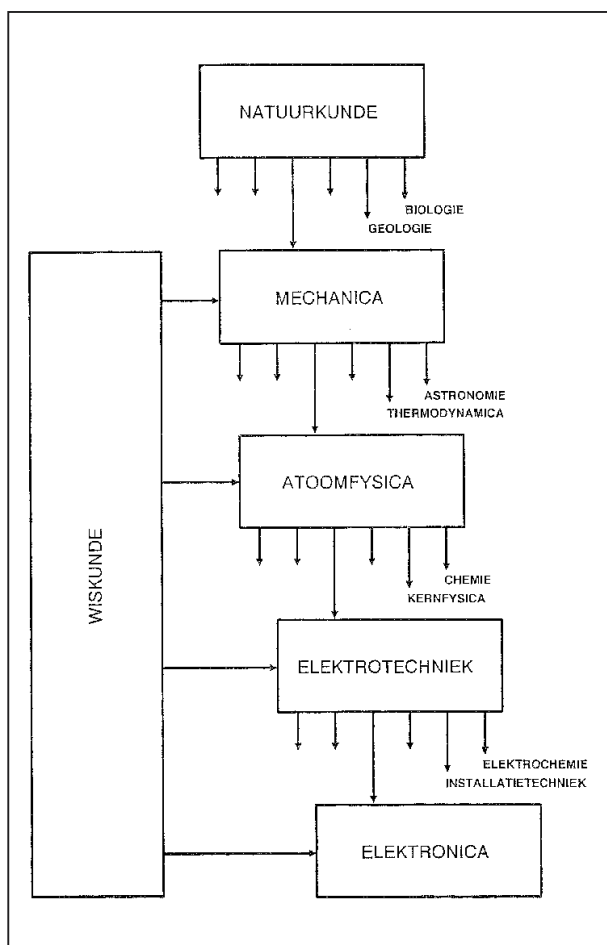 NATUURKUNDE
BIOLOGIE
GEOLOGIE
MECHANICA
ASTRONOMIE
THERMODYNAMICA
ATOOMFYSICA
CHEMIE
KERNFYSICA
WISKUNDE
ELEKTROTECHNIEK
ELEKTROCHEMIE
INSTALLATIETECHNIEK
ELEKTRONICA